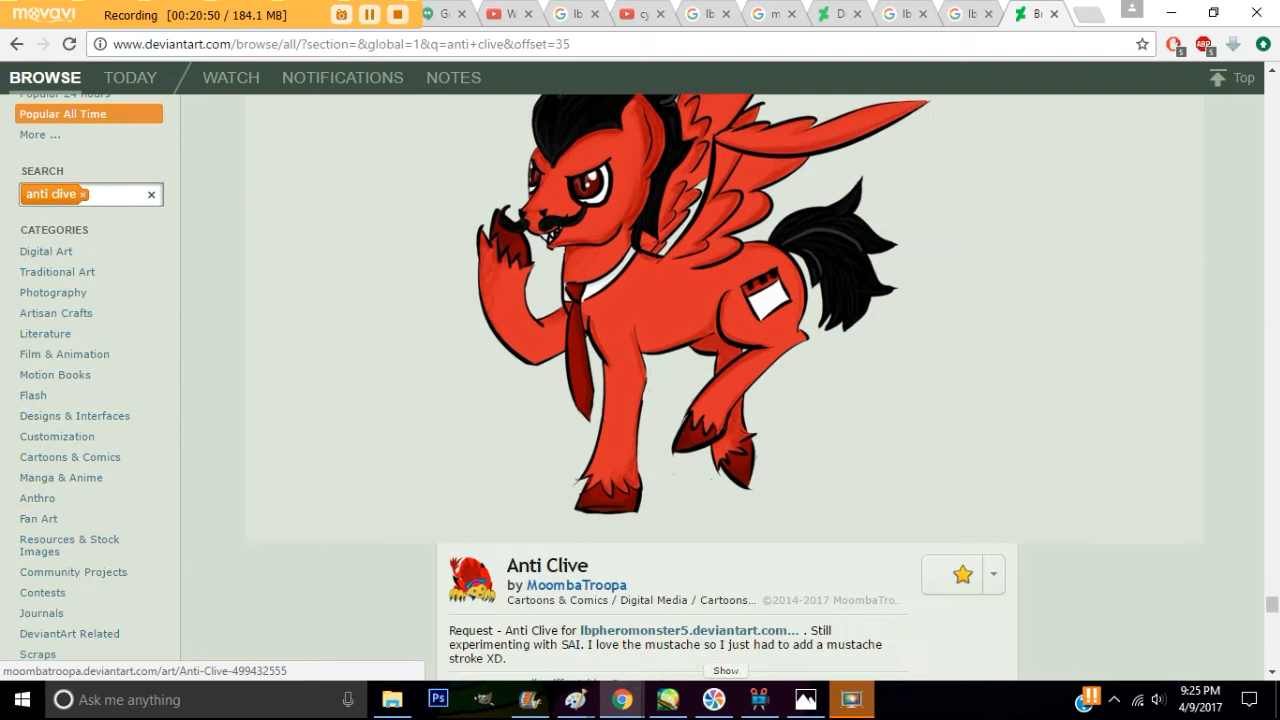 movavi
Recording [00:20:50 / 184.1 MB]
www.deviantart.com/browse/all/?section=&global=1&q=anti+clive&offset=35
BROWSE TODAY WATCH NOTIFICATIONS NOTES Top
Popular 24 hours
Popular All Time
More ...
SEARCH
anti clive
CATEGORIES
Digital Art
Traditional Art
Photography
Artisan Crafts
Literature
Film & Animation
Motion Books
Flash
Designs & Interfaces
Customization
Cartoons & Comics
Manga & Anime
Anthro
Fan Art
Resources & Stock
Images
Community Projects
Contests
Journals
DeviantArt Related
Scraps
Anti Clive
by MoombaTroopa
Cartoons & Comics / Digital Media / Cartoons... ©2014-2017 MoombaTro...
Request - Anti Clive for lbpheromonster5.deviantart.com... . Still
experimenting with SAI. I love the mustache so I just had to add a mustache
stroke XD.
Show
moombatroopa.deviantart.com/art/Anti-Clive-499432555
Ask me anything
9:25 PM
4/9/2017